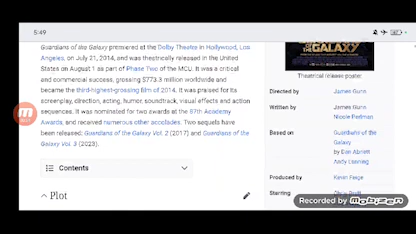 5:49
Guardians of the Galaxy premiered at the Dolby Theatre in Hollywood, Los
Angeles, on July 21, 2014, and was theatrically released in the United
States on August 1 as part of Phase Two of the MCU. It was a critical
and commercial success, grossing $773.3 million worldwide and
became the third-highest-grossing film of 2014. It was praised for its
screenplay, direction, acting, humor, soundtrack, visual effects and action
sequences. It was nominated for two awards at the 87th Academy
Awards, and received numerous other accolades. Two sequels have
been released: Guardians of the Galaxy Vol. 2 (2017) and Guardians of the
Galaxy Vol. 3 (2023).
Contents
Plot
GALAXY
Theatrical release poster
Directed by James Gunn
Written by James Gunn
Nicole Perlman
Based on Guardians of the
Galaxy
by Dan Abnett
Andy Lanning
Produced by Kevin Feige
Starring
Recorded by mobizen